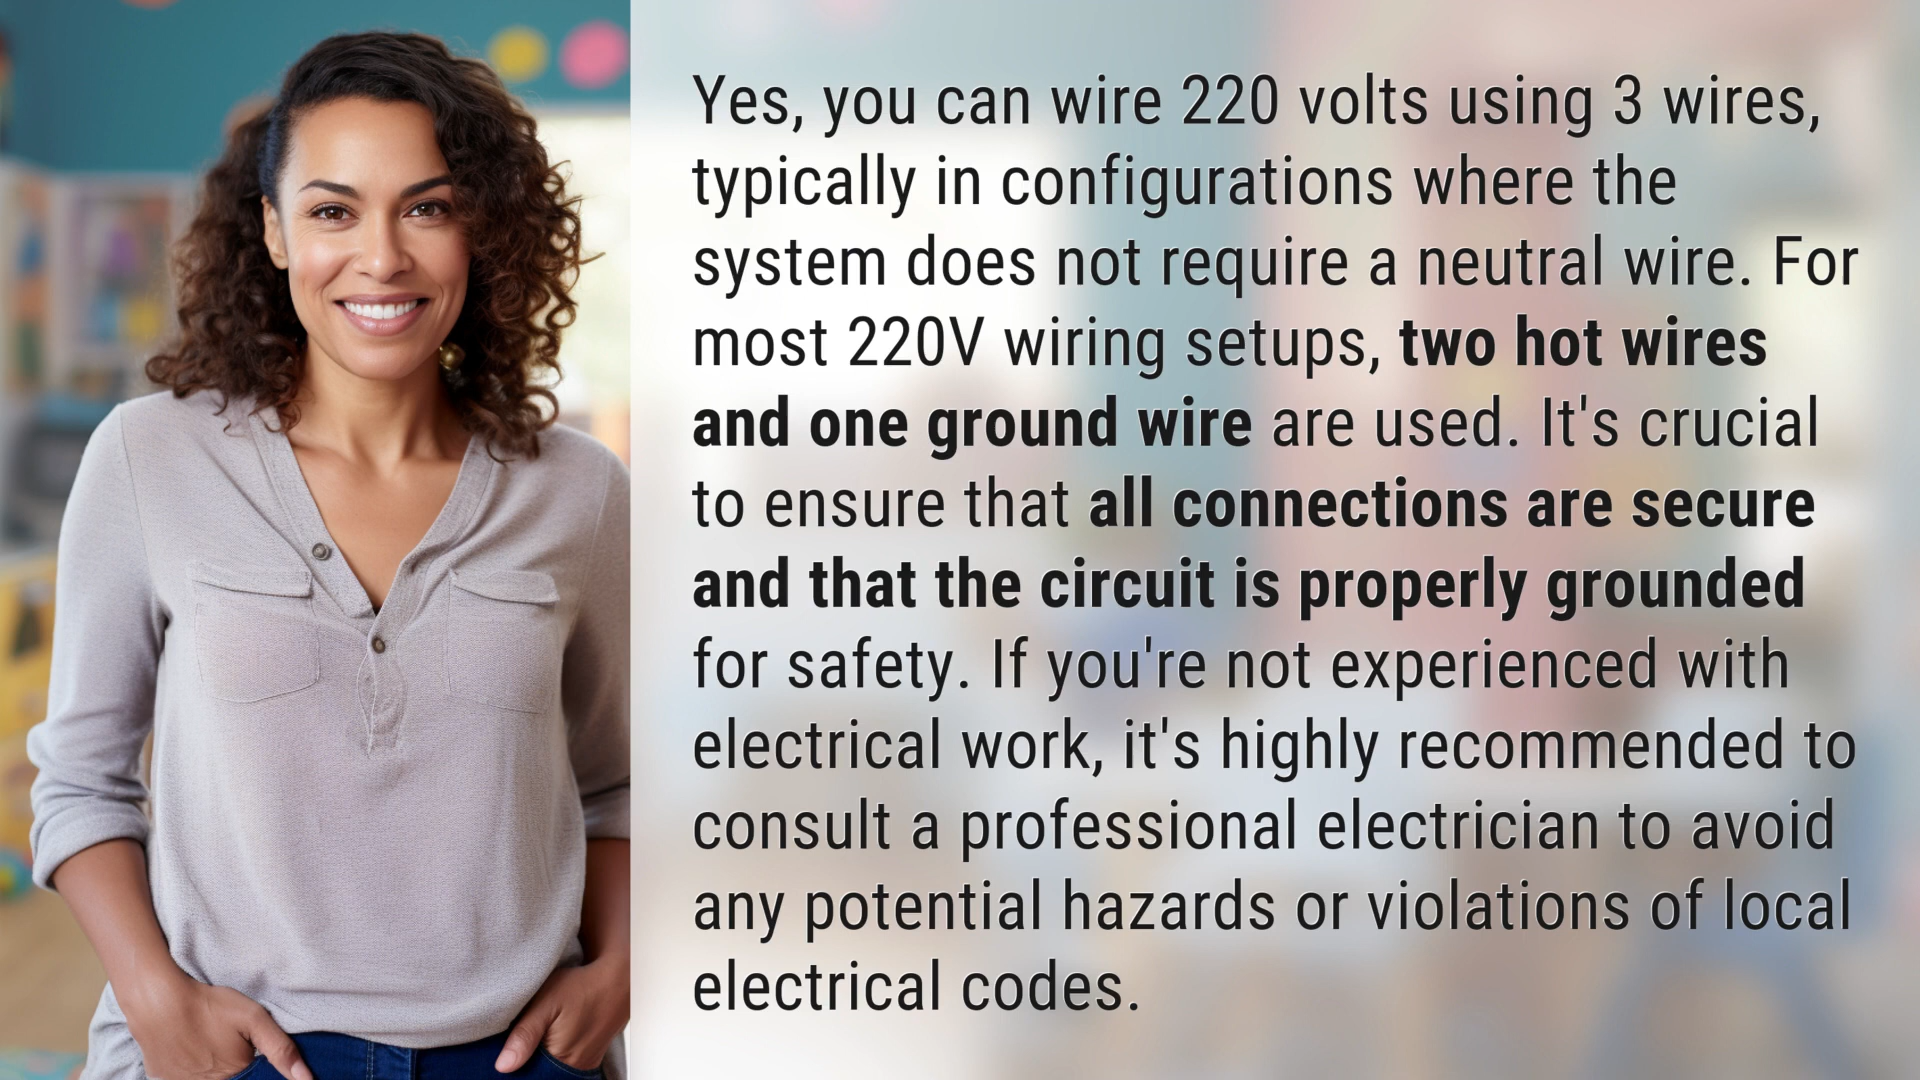 Yes, you can wire 220 volts using 3 wires,
typically in configurations where the
system does not require a neutral wire. For
most 220V wiring setups, two hot wires
and one ground wire are used. It's crucial
to ensure that all connections are secure
and that the circuit is properly grounded
for safety. If you're not experienced with
electrical work, it's highly recommended to
consult a professional electrician to avoid
any potential hazards or violations of local
electrical codes.